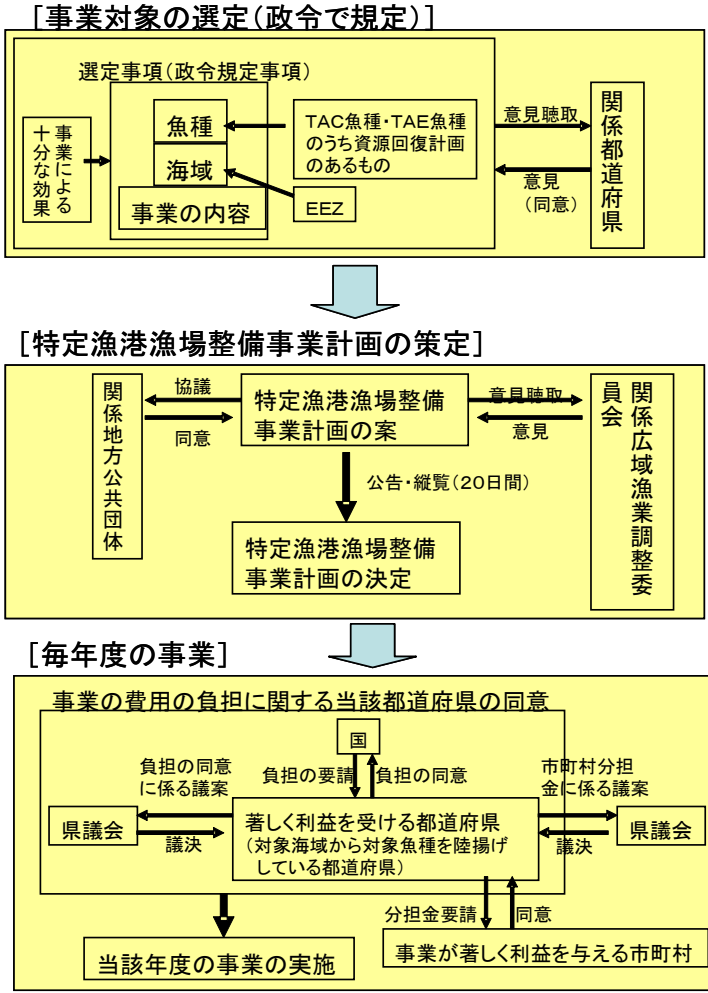 [事業対象の選定(政令で規定)]
選定事項(政令規定事項)
事業による
十分な効果
魚種
海域
事業の内容
TAC魚種・TAE魚種
のうち資源回復計画
のあるもの
EEZ
意見聴取
意見
(同意)
関係都道府県
[特定漁港漁場整備事業計画の策定]
関係地方公共団体
協議
同意
特定漁港漁場整備
事業計画の案
意見聴取
意見
関係広域漁業調整委
員会
公告・縦覧(20日間)
特定漁港漁場整備
事業計画の決定
[毎年度の事業]
事業の費用の負担に関する当該都道府県の同意
国
負担の要請
負担の同意
負担の同意
に係る議案
議決
県議会
著しく利益を受ける都道府県
(対象海域から対象魚種を陸揚げ
している都道府県)
市町村分担
金に係る議案
議決
県議会
分担金要請
同意
当該年度の事業の実施
事業が著しく利益を与える市町村